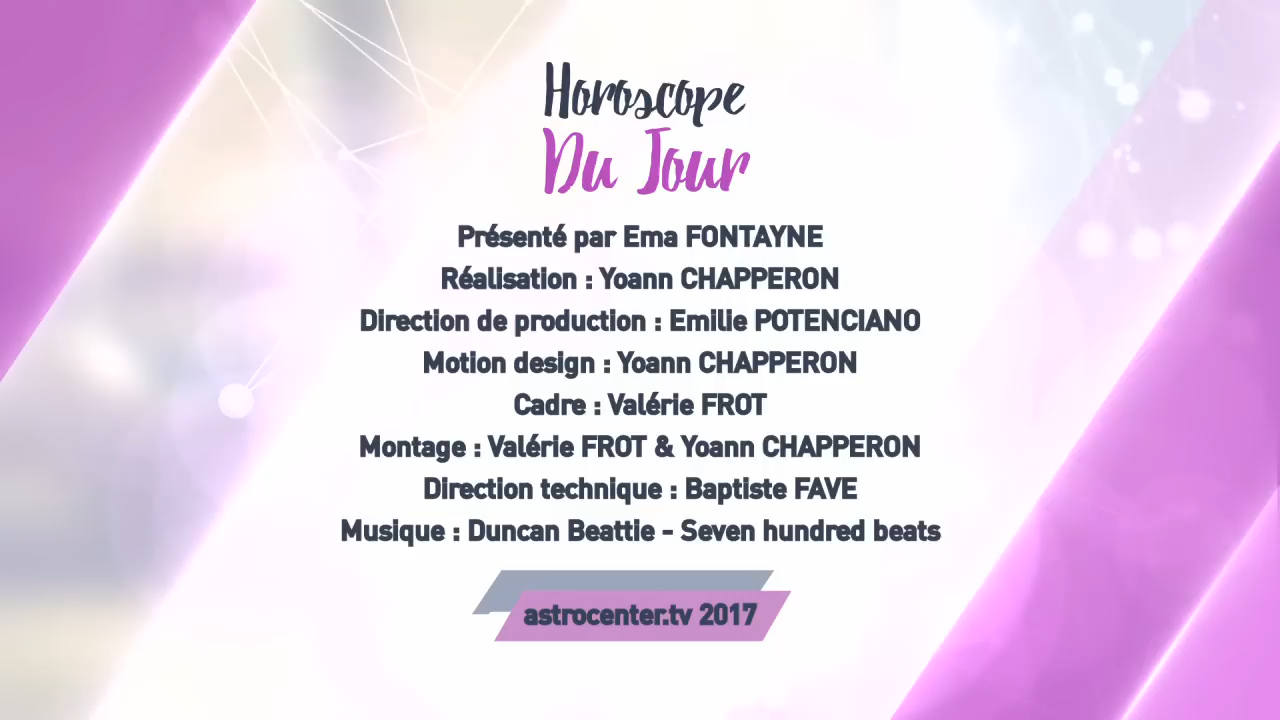 Horoscope
Du Jour
Présenté par Ema FONTAYNE
Réalisation : Yoann CHAPPERON
Direction de production : Emilie POTENCIANO
Motion design : Yoann CHAPPERON
Cadre : Valérie FROT
Montage : Valérie FROT & Yoann CHAPPERON
Direction technique : Baptiste FAVE
Musique : Duncan Beattie - Seven hundred beats
astrocenter.tv 2017